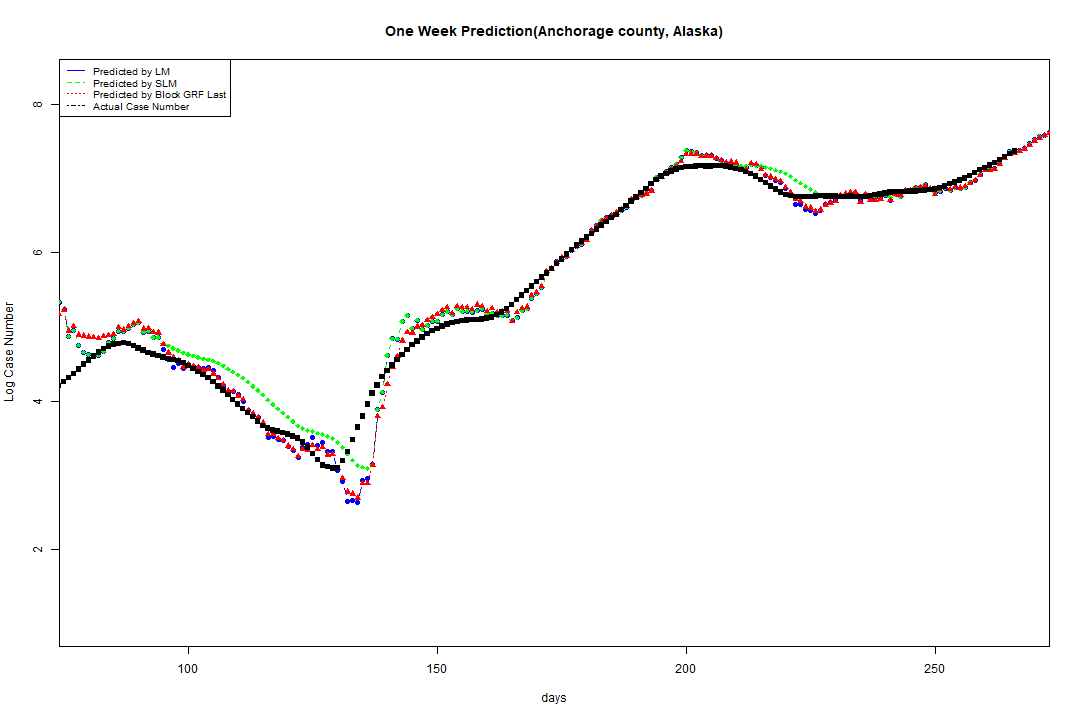 One Week Prediction(Anchorage county, Alaska)
Predicted by LM
Predicted by SLM
Predicted by Block GRF Last
Actual Case Number
8
6
4
2
Log Case Number
100 150 200 250
days